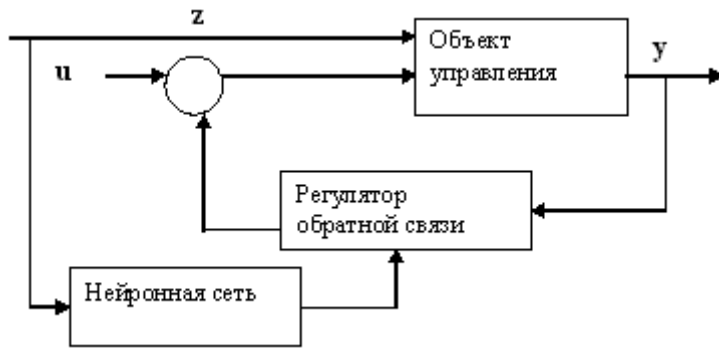 z
Объект
управления
y
u
Регулятор
обратной связи
Нейронная сеть